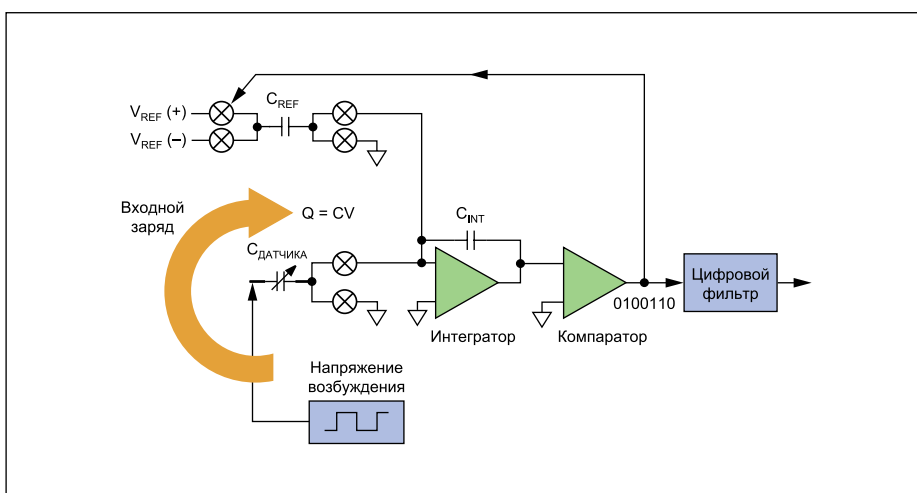 C_REF
V_REF (+)
V_REF (–)
Входной
заряд
Q = CV
C_INT
C_ДАТЧИКА
Цифровой
фильтр
0100110
Интегратор
Компаратор
Напряжение
возбуждения